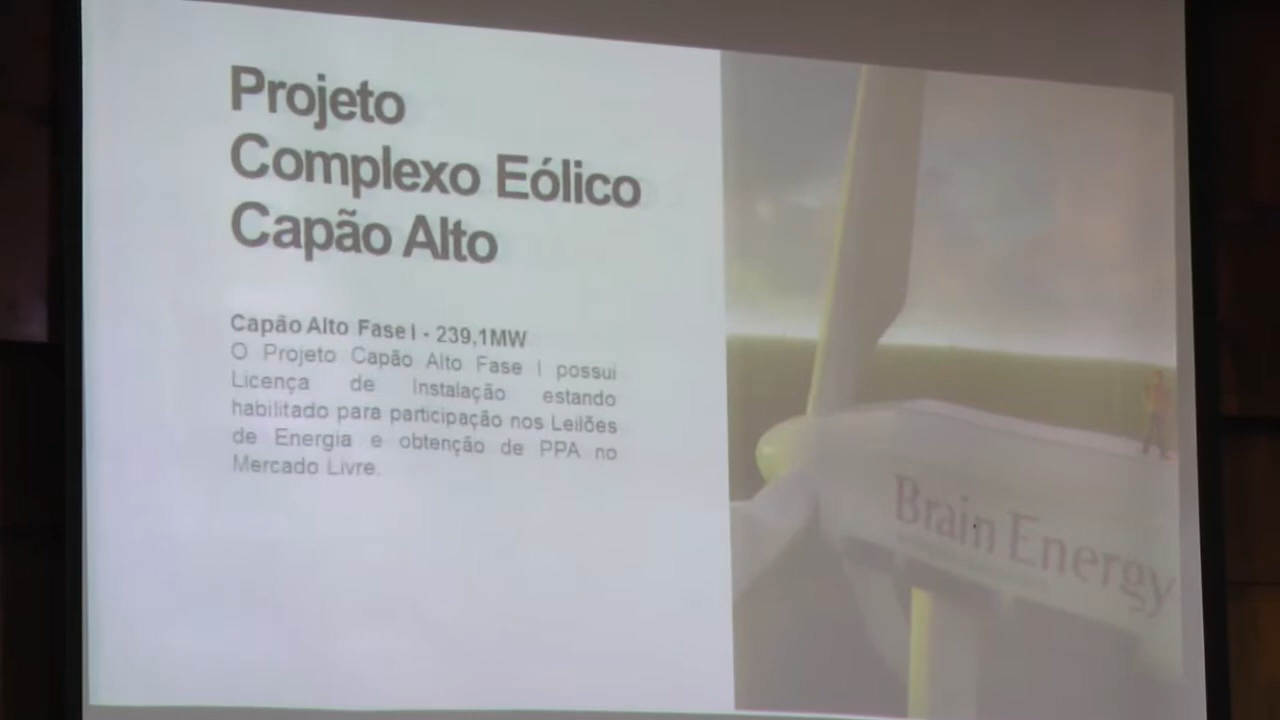 Projeto
Complexo Eólico
Capão Alto
Capão Alto Fase I - 239,1MW
O Projeto Capão Alto Fase I possui
Licença de Instalação estando
habilitado para participação nos Leilões
de Energia e obtenção de PPA no
Mercado Livre.
Brain Energy